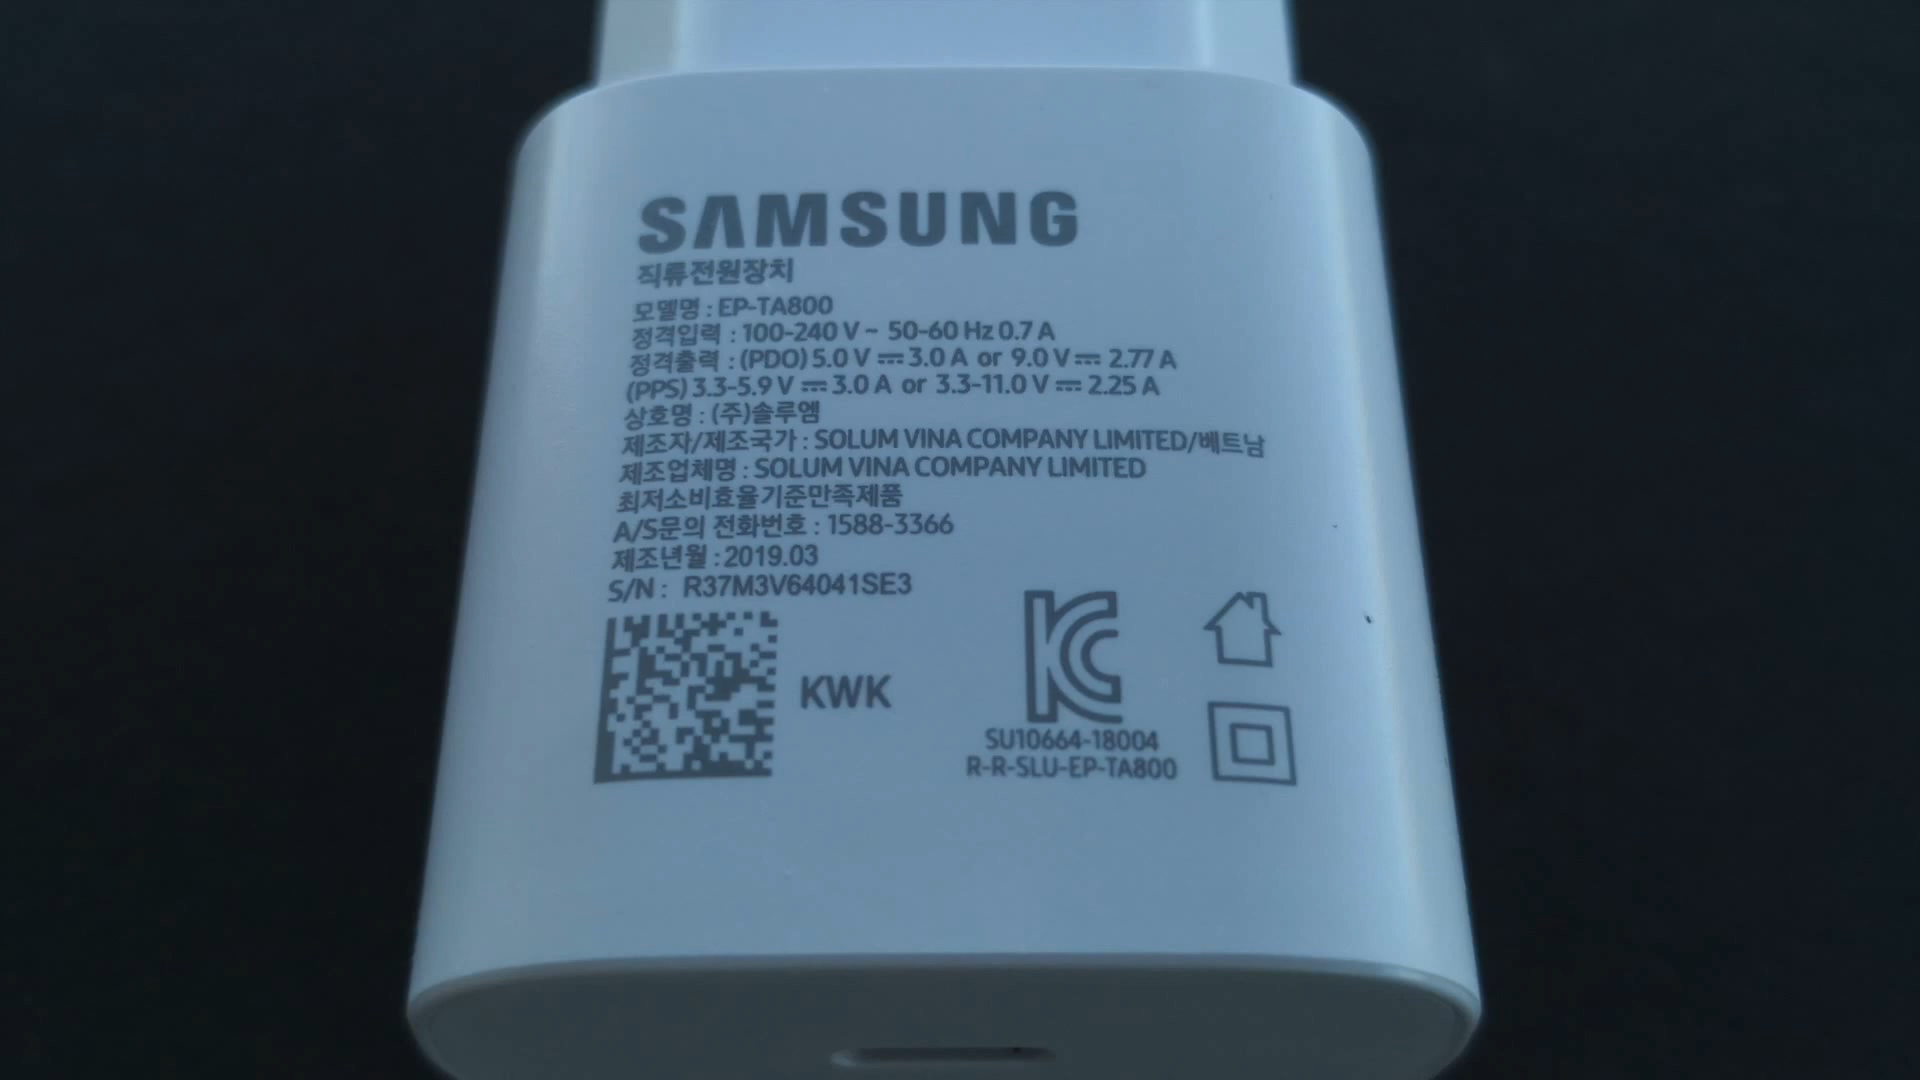 SAMSUNG
직류전원장치
모델명 : EP-TA800
정격입력 : 100-240 V ~ 50-60 Hz 0.7 A
정격출력 : (PDO) 5.0 V ⎓ 3.0 A or 9.0 V ⎓ 2.77 A
(PPS) 3.3-5.9 V ⎓ 3.0 A or 3.3-11.0 V ⎓ 2.25 A
상호명 : (주)솔루엠
제조자/제조국가 : SOLUM VINA COMPANY LIMITED/베트남
제조업체명 : SOLUM VINA COMPANY LIMITED
최저소비효율기준만족제품
A/S문의 전화번호 : 1588-3366
제조년월 : 2019.03
S/N : R37M3V64041SE3
KWK
KC
SU10664-18004
R-R-SLU-EP-TA800